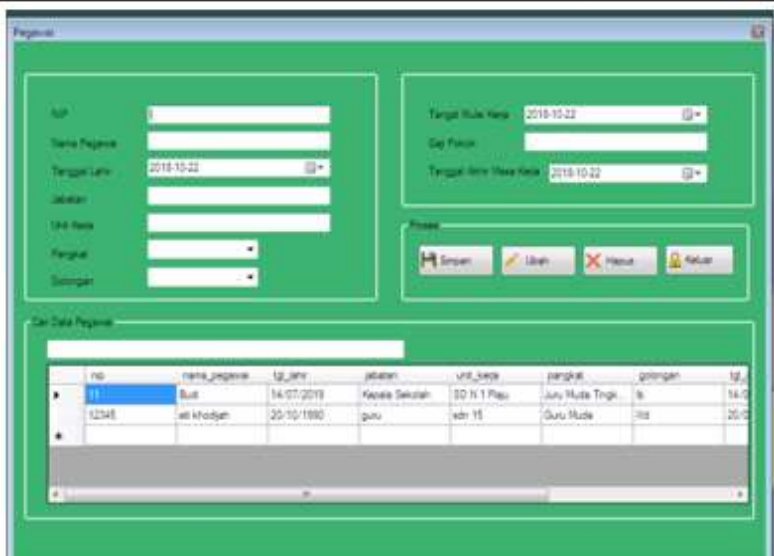 Pegawai
NIP
Nama Pegawai
Tanggal Lahir 2018-10-22
Jabatan
Unit Kerja
Pangkat
Golongan
Tanggal Mulai Kerja 2018-10-22
Gaji Pokok
Tanggal Akhir Masa Kerja 2018-10-22
Proses
Simpan Ubah Hapus Keluar
Cari Data Pegawai
nip nama_pegawai tgl_lahir jabatan unit_kerja pangkat golongan tgl_
11 Budi 14/07/2019 Kepala Sekolah SD N 1 Juru Muda Tingk...
12345 siti khodijah 20/10/1990 guru sdn 15 Guru Muda